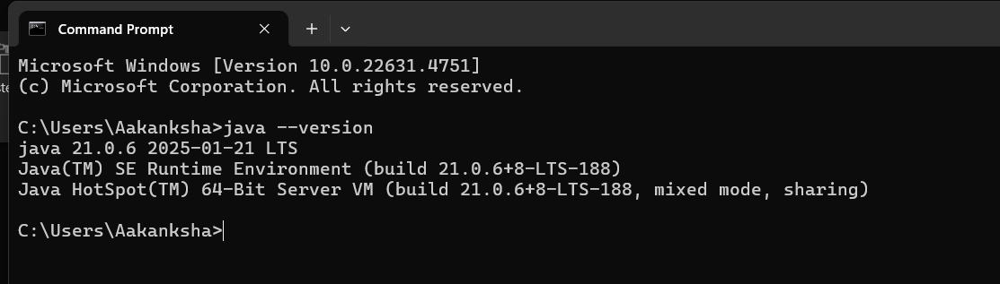 Command Prompt
Microsoft Windows [Version 10.0.22631.4751]
(c) Microsoft Corporation. All rights reserved.
C:\Users\Aakanksha>java --version
java 21.0.6 2025-01-21 LTS
Java(TM) SE Runtime Environment (build 21.0.6+8-LTS-188)
Java HotSpot(TM) 64-Bit Server VM (build 21.0.6+8-LTS-188, mixed mode, sharing)
C:\Users\Aakanksha>